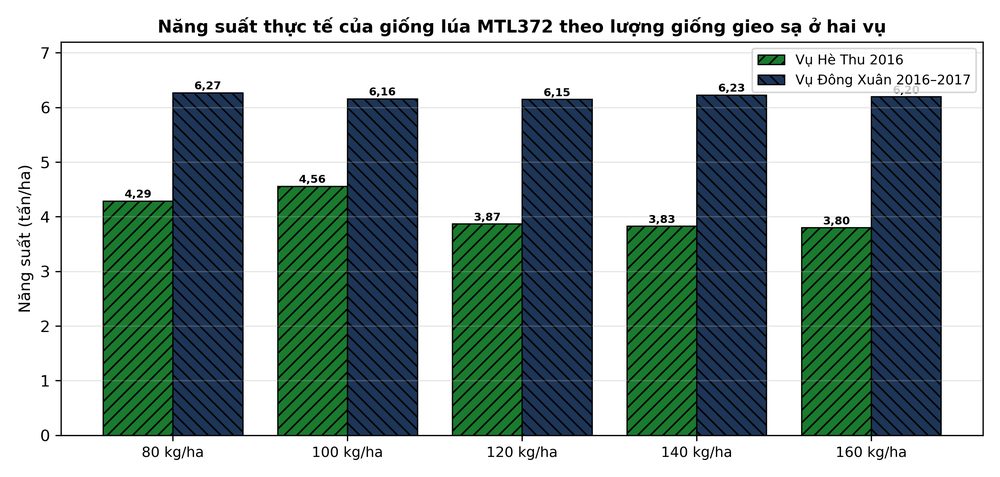 Năng suất thực tế của giống lúa MTL372 theo lượng giống gieo sạ ở hai vụ
Năng suất (tấn/ha)
7
6
5
4
3
2
1
0
Vụ Hè Thu 2016
Vụ Đông Xuân 2016–2017
4,29
6,27
4,56
6,16
3,87
6,15
3,83
6,23
3,80
6,20
80 kg/ha
100 kg/ha
120 kg/ha
140 kg/ha
160 kg/ha